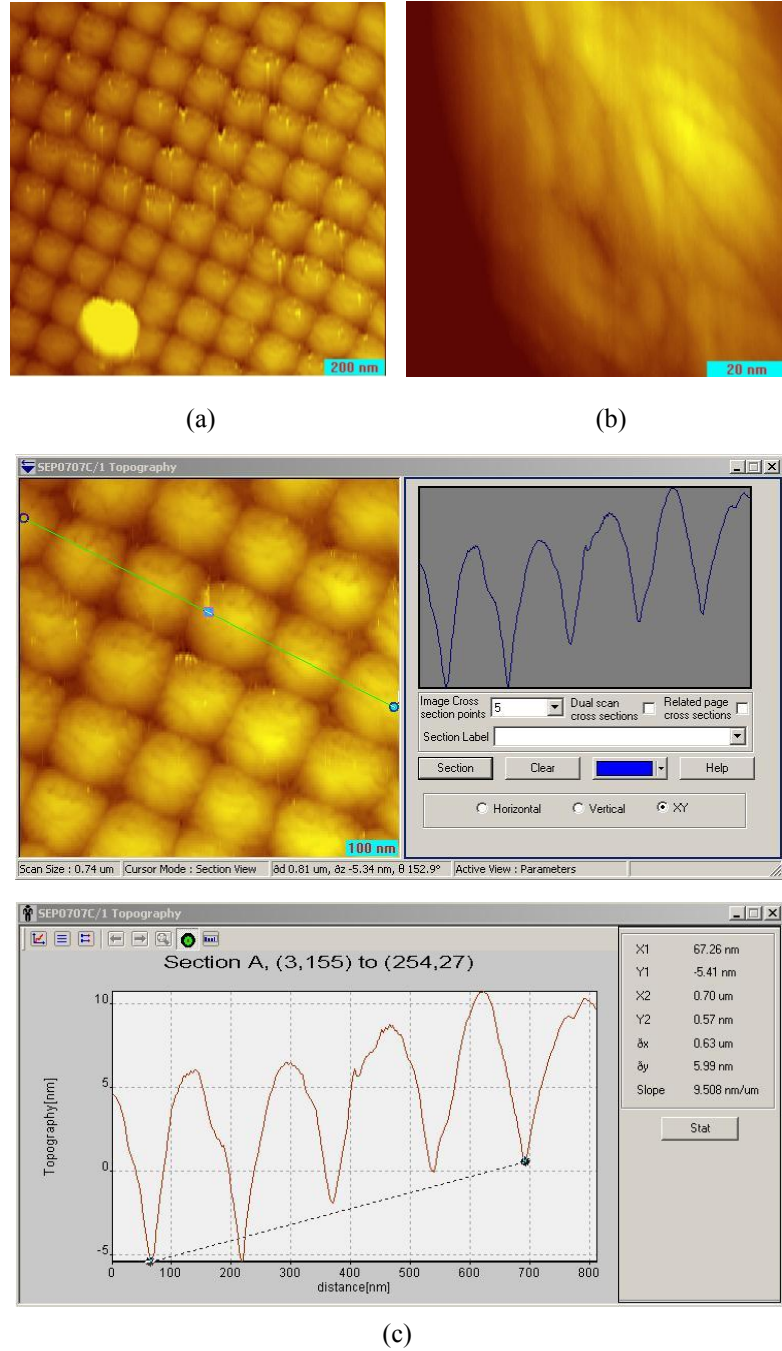 200 nm
20 nm
(a)
(b)
SEP0707C/1 Topography
100 nm
Image Cross section points
5
Dual scan cross sections
Related page cross sections
Section Label
Section
Clear
Help
Horizontal
Vertical
XY
Scan Size : 0.74 um
Cursor Mode : Section View
∂d 0.81 um, ∂z -5.34 nm, θ 152.9°
Active View : Parameters
SEP0707C/1 Topography
Section A, (3,155) to (254,27)
Topography[nm]
10
5
0
-5
0 100 200 300 400 500 600 700 800
distance[nm]
X1 67.26 nm
Y1 -5.41 nm
X2 0.70 um
Y2 0.57 nm
∂x 0.63 um
∂y 5.99 nm
Slope 9.508 nm/um
Stat
(c)